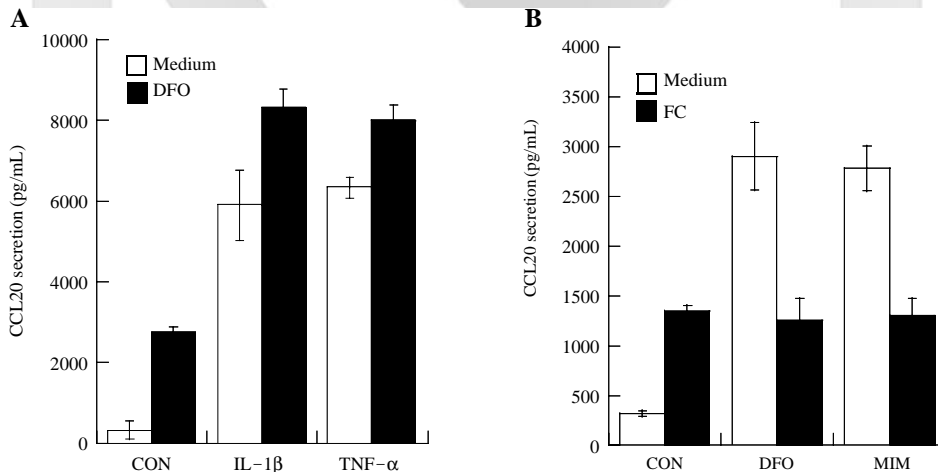 A
10000
8000
6000
4000
2000
0
CCL20 secretion (pg/mL)
Medium
DFO
CON IL−1β TNF−α
B
4000
3500
3000
2500
2000
1500
1000
500
0
CCL20 secretion (pg/mL)
Medium
FC
CON DFO MIM